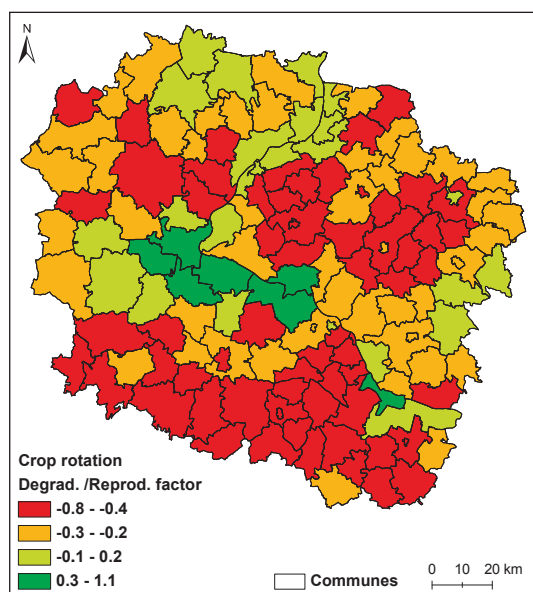 N
Crop rotation
Degrad. /Reprod. factor
-0.8 - -0.4
-0.3 - -0.2
-0.1 - 0.2
0.3 - 1.1
Communes
0 10 20 km